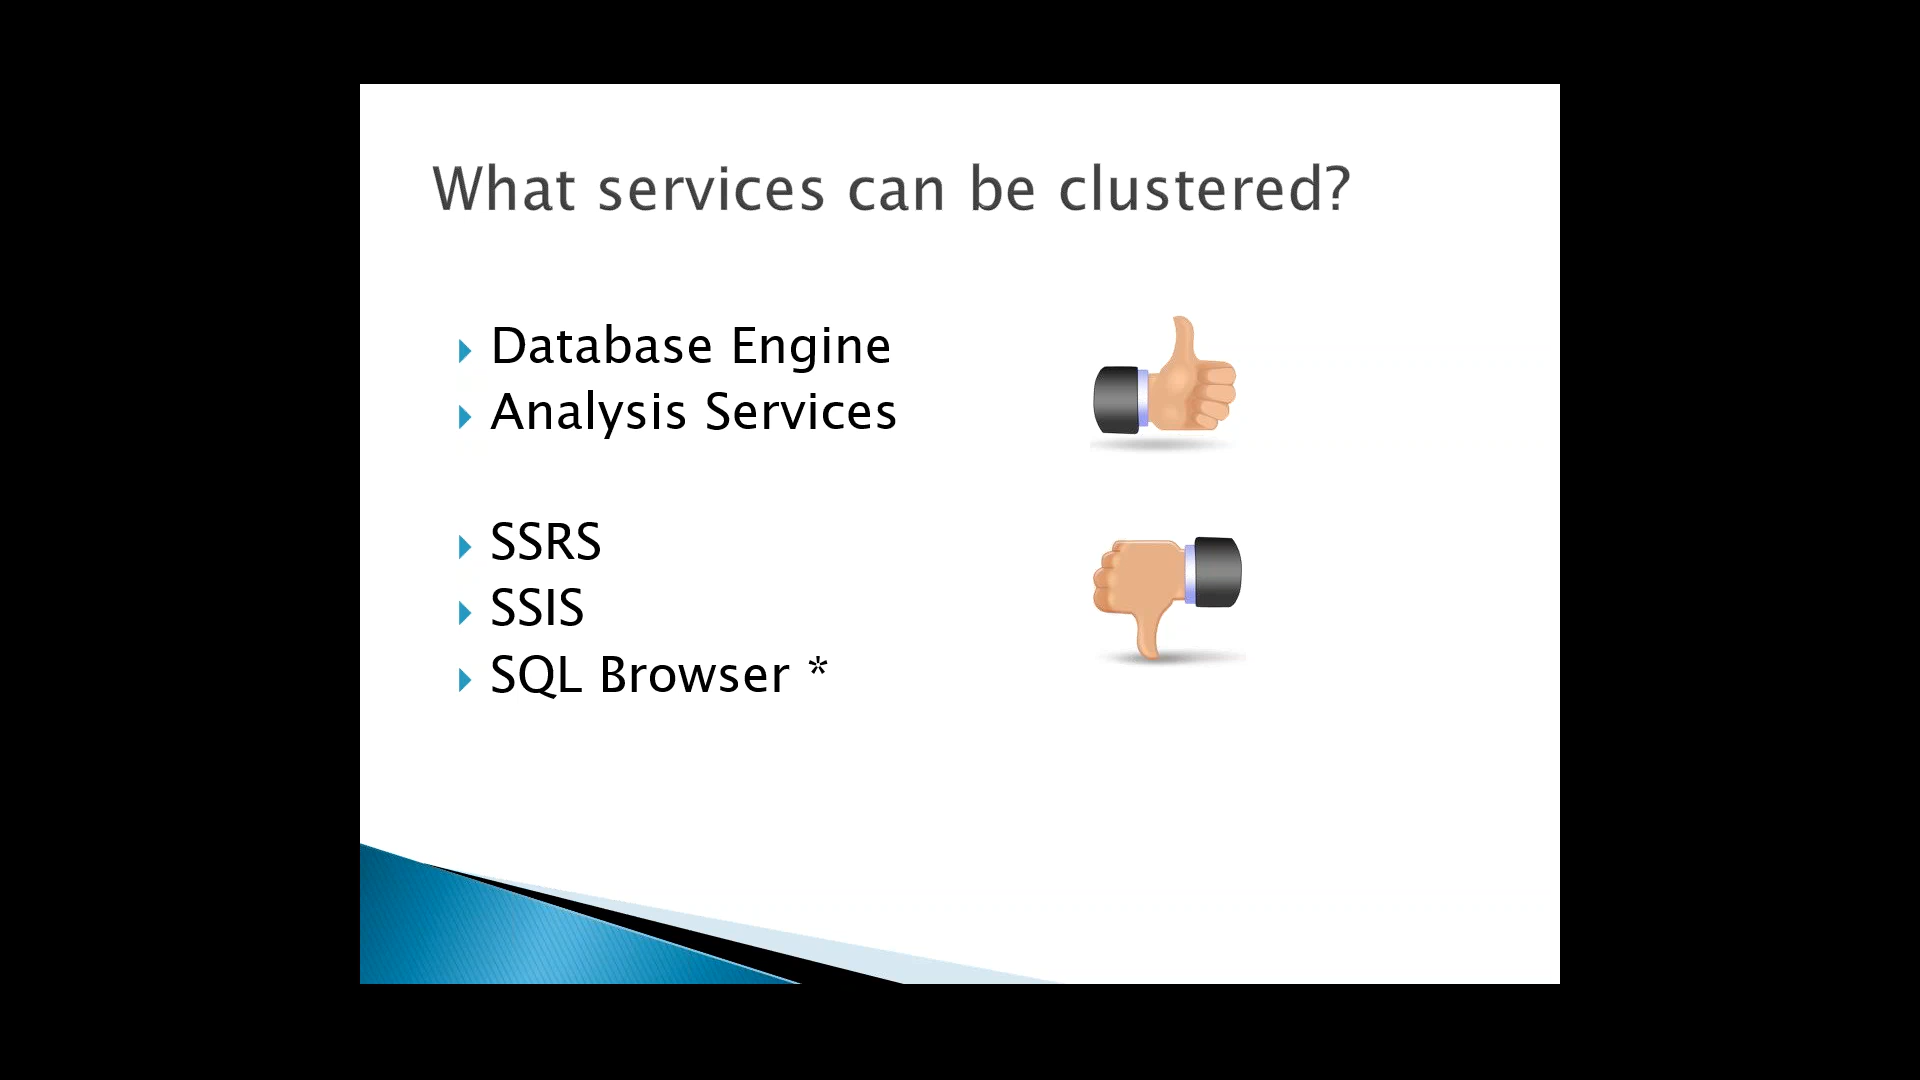 What services can be clustered?
Database Engine
Analysis Services
SSRS
SSIS
SQL Browser *